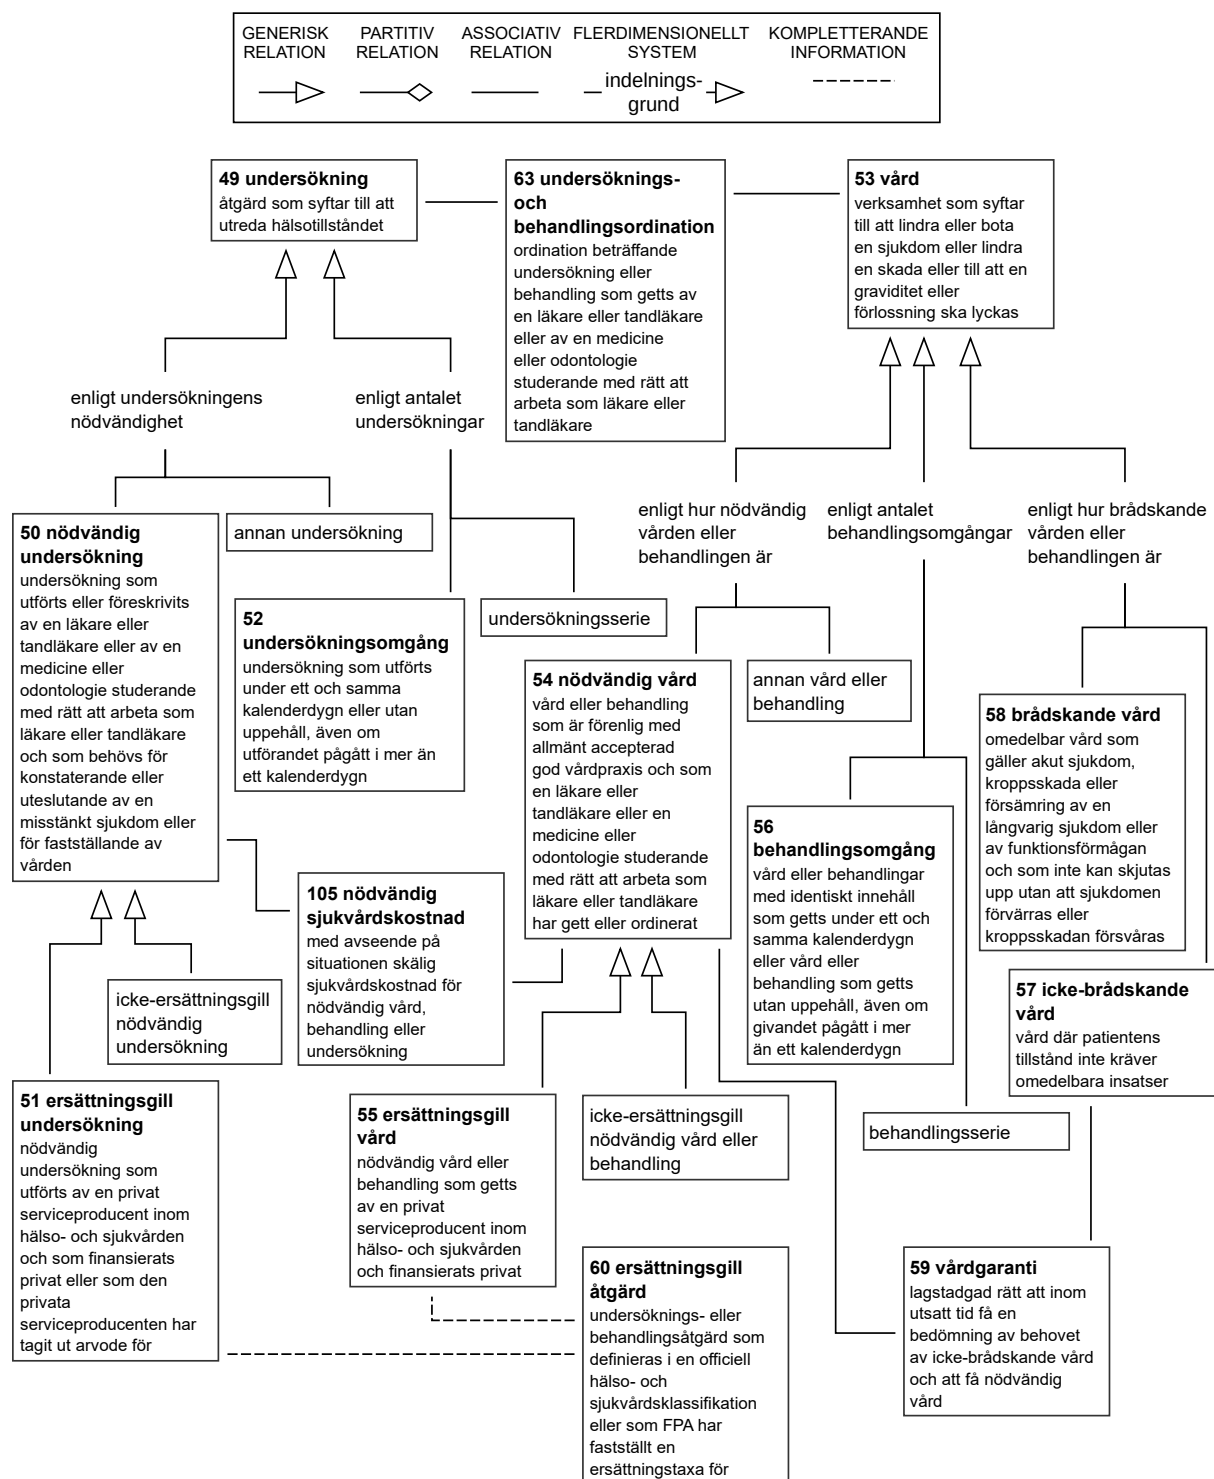 GENERISK
RELATION
PARTITIV
RELATION
ASSOCIATIV
RELATION
FLERDIMENSIONELLT
SYSTEM
KOMPLETTERANDE
INFORMATION
indelnings-
grund
49 undersökning
åtgärd som syftar till att
utreda hälsotillståndet
63 undersöknings-
och
behandlingsordination
ordination beträffande
undersökning eller
behandling som getts av
en läkare eller tandläkare
eller av en medicine
eller odontologie
studerande med rätt att
arbeta som läkare eller
tandläkare
53 vård
verksamhet som syftar
till att lindra eller bota
en sjukdom eller lindra
en skada eller till att en
graviditet eller
förlossning ska lyckas
enligt undersökningens
nödvändighet
enligt antalet
undersökningar
enligt hur nödvändig
vården eller
behandlingen är
enligt antalet
behandlingsomgångar
enligt hur brådskande
vården eller
behandlingen är
50 nödvändig
undersökning
undersökning som
utförts eller föreskrivits
av en läkare eller
tandläkare eller av en
medicine eller
odontologie studerande
med rätt att arbeta som
läkare eller tandläkare
och som behövs för
konstaterande eller
uteslutande av en
misstänkt sjukdom eller
för fastställande av
vården
annan undersökning
52
undersökningsomgång
undersökning som utförts
under ett och samma
kalenderdygn eller utan
uppehåll, även om
utförandet pågått i mer än
ett kalenderdygn
undersökningsserie
54 nödvändig vård
vård eller behandling
som är förenlig med
allmänt accepterad
god vårdpraxis och som
en läkare eller
tandläkare eller en
medicine eller
odontologie studerande
med rätt att arbeta som
läkare eller tandläkare
har gett eller ordinerat
annan vård eller
behandling
58 brådskande vård
omedelbar vård som
gäller akut sjukdom,
kroppsskada eller
försämring av en
långvarig sjukdom eller
av funktionsförmågan
och som inte kan skjutas
upp utan att sjukdomen
förvärras eller
kroppsskadan försvåras
56
behandlingsomgång
vård eller behandlingar
med identiskt innehåll
som getts under ett och
samma kalenderdygn
eller vård eller
behandling som getts
utan uppehåll, även om
givandet pågått i mer
än ett kalenderdygn
105 nödvändig
sjukvårdskostnad
med avseende på
situationen skälig
sjukvårdskostnad för
nödvändig vård,
behandling eller
undersökning
icke-ersättningsgill
nödvändig
undersökning
57 icke-brådskande
vård
vård där patientens
tillstånd inte kräver
omedelbara insatser
51 ersättningsgill
undersökning
nödvändig
undersökning som
utförts av en privat
serviceproducent inom
hälso- och sjukvården
och som finansierats
privat eller som den
privata
serviceproducenten har
tagit ut arvode för
55 ersättningsgill
vård
nödvändig vård eller
behandling som getts
av en privat
serviceproducent inom
hälso- och sjukvården
och finansierats privat
icke-ersättningsgill
nödvändig vård eller
behandling
behandlingsserie
60 ersättningsgill
åtgärd
undersöknings- eller
behandlingsåtgärd som
definieras i en officiell
hälso- och
sjukvårdsklassifikation
eller som FPA har
fastställt en
ersättningstaxa för
59 vårdgaranti
lagstadgad rätt att inom
utsatt tid få en
bedömning av behovet
av icke-brådskande vård
och att få nödvändig
vård